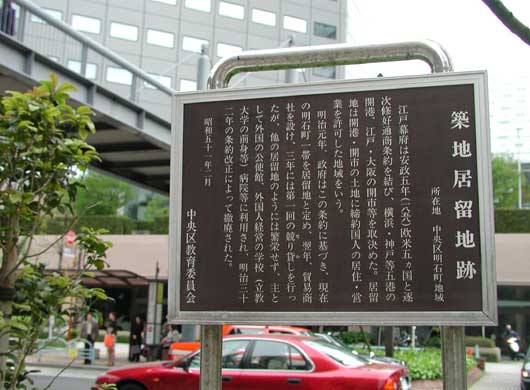 築地居留地跡
所在地　中央区明石町地域
江戸幕府は安政五年（一八五八）欧米五か国と逐
次修好通商条約を結び、横浜、神戸等五港の
開港、江戸・大阪の開市等を取決めた。居留
地は開港・開市の土地に締約国人の居住・営
業を許可した地域をいう。
明治元年、政府はこの条約に基づき、現在
の明石町一帯を居留地と定め、翌年、貿易商
社を設け、三年には第一回の競り貸しを行っ
たが、他の居留地のようには繁栄せず、主と
して外国の公使館、外国人経営の学校（立教
大学の前身等）病院等に利用され、明治三十
二年の条約改正によって撤廃された。
昭和五十一年二月
中央区教育委員会